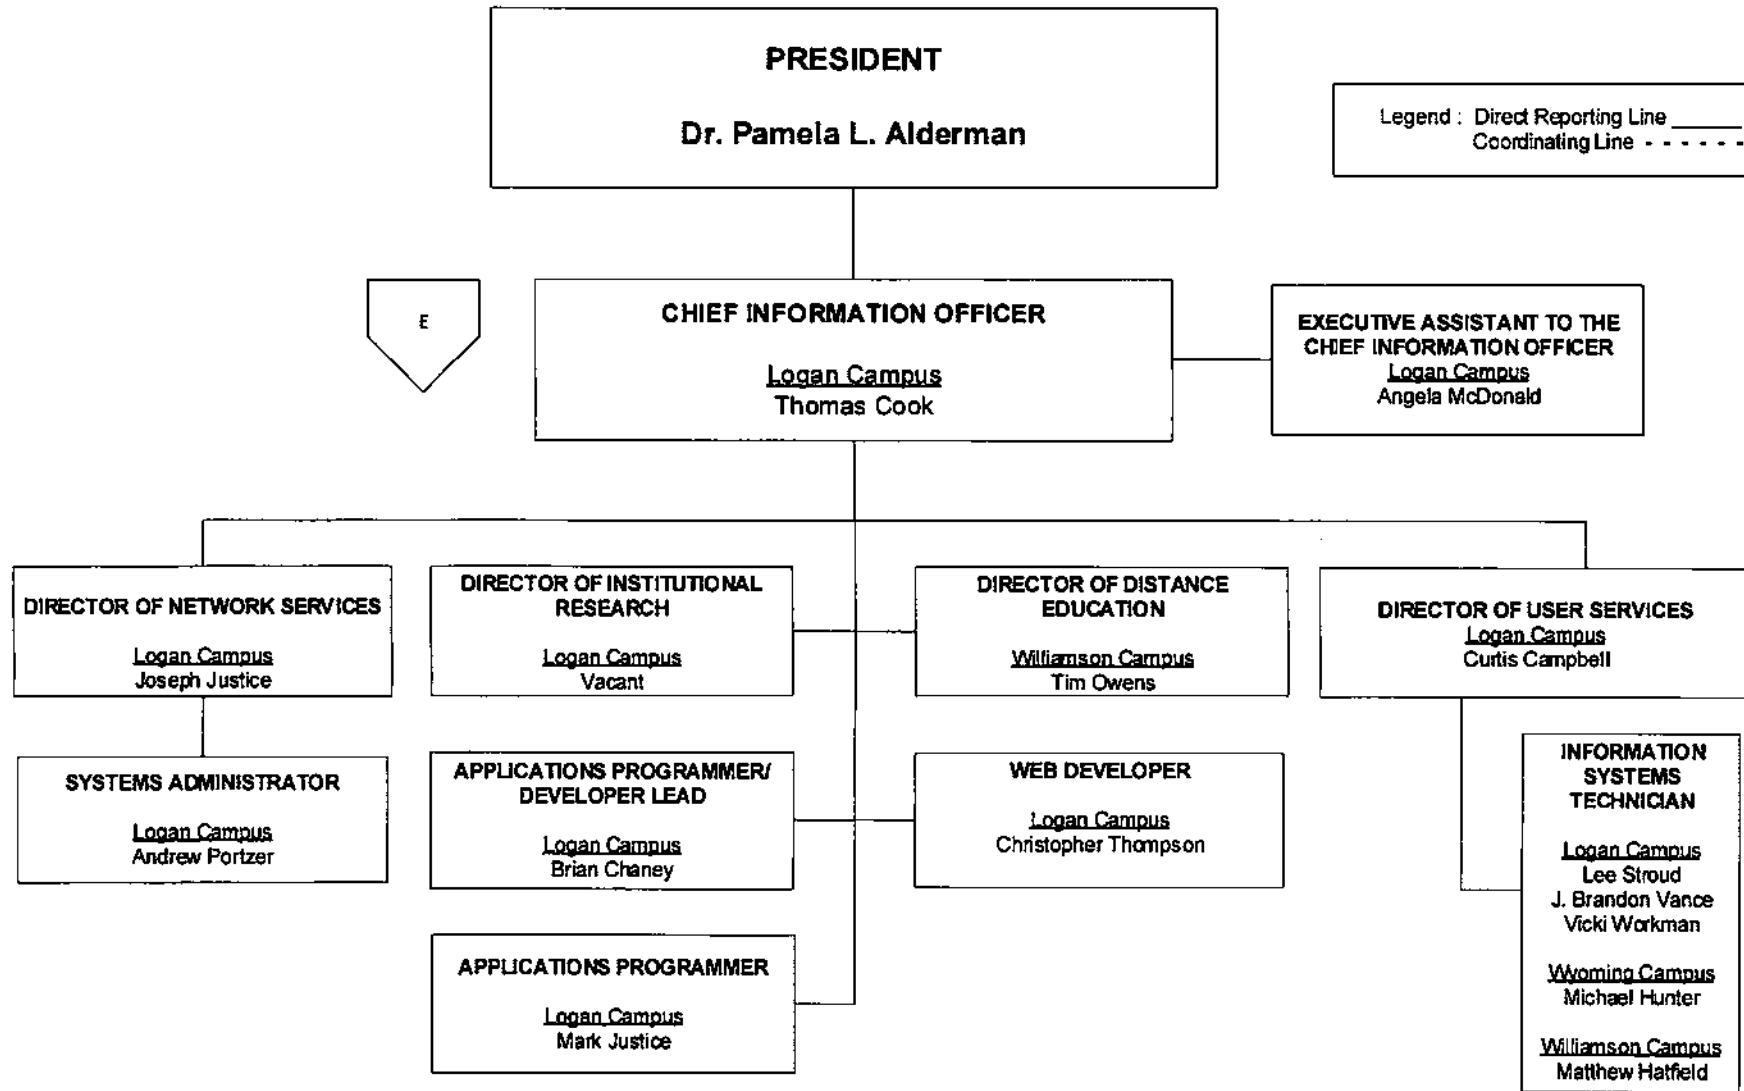 PRESIDENT
Dr. Pamela L. Alderman
Legend : Direct Reporting Line ______
Coordinating Line - - - - - -
E
CHIEF INFORMATION OFFICER
Logan Campus
Thomas Cook
EXECUTIVE ASSISTANT TO THE
CHIEF INFORMATION OFFICER
Logan Campus
Angela McDonald
DIRECTOR OF NETWORK SERVICES
Logan Campus
Joseph Justice
DIRECTOR OF INSTITUTIONAL
RESEARCH
Logan Campus
Vacant
DIRECTOR OF DISTANCE
EDUCATION
Williamson Campus
Tim Owens
DIRECTOR OF USER SERVICES
Logan Campus
Curtis Campbell
SYSTEMS ADMINISTRATOR
Logan Campus
Andrew Portzer
APPLICATIONS PROGRAMMER/
DEVELOPER LEAD
Logan Campus
Brian Chaney
WEB DEVELOPER
Logan Campus
Christopher Thompson
INFORMATION
SYSTEMS
TECHNICIAN
Logan Campus
Lee Stroud
J. Brandon Vance
Vicki Workman
Wyoming Campus
Michael Hunter
Williamson Campus
Matthew Hatfield
APPLICATIONS PROGRAMMER
Logan Campus
Mark Justice